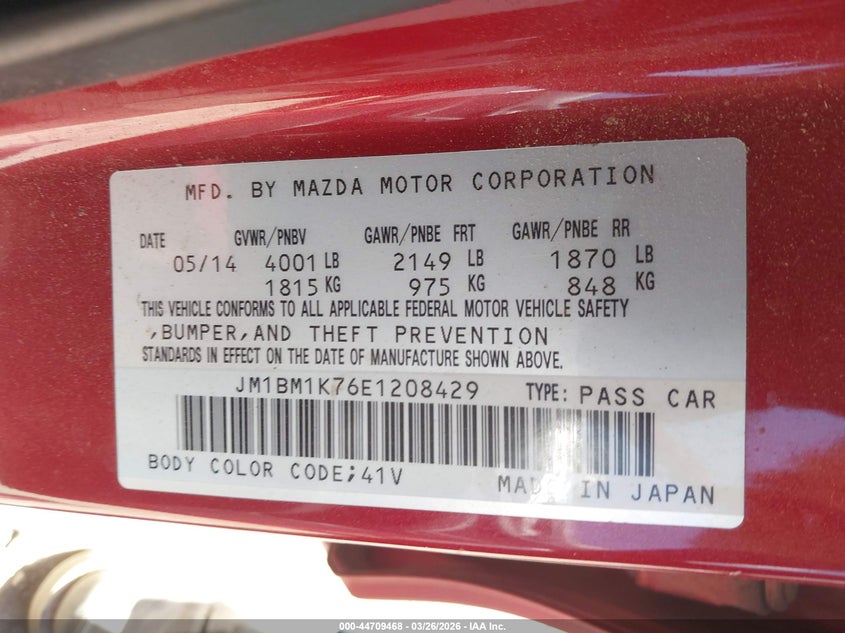 MFD. BY MAZDA MOTOR CORPORATION
DATE GVWR/PNBV GAWR/PNBE FRT GAWR/PNBE RR
05/14 4001 LB 2149 LB 1870 LB
1815 KG 975 KG 848 KG
THIS VEHICLE CONFORMS TO ALL APPLICABLE FEDERAL MOTOR VEHICLE SAFETY
,BUMPER,AND THEFT PREVENTION
STANDARDS IN EFFECT ON THE DATE OF MANUFACTURE SHOWN ABOVE.
JM1BM1K76E1208429 TYPE: PASS CAR
BODY COLOR CODE;41V
MADE IN JAPAN
000-44709468 | 03/26/2026 | IAA Inc.